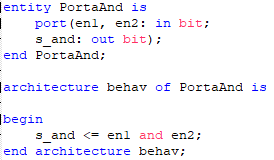 entity PortaAnd is
    port(en1, en2: in bit;
    s_and: out bit);
end PortaAnd;

architecture behav of PortaAnd is

begin
    s_and <= en1 and en2;
end architecture behav;